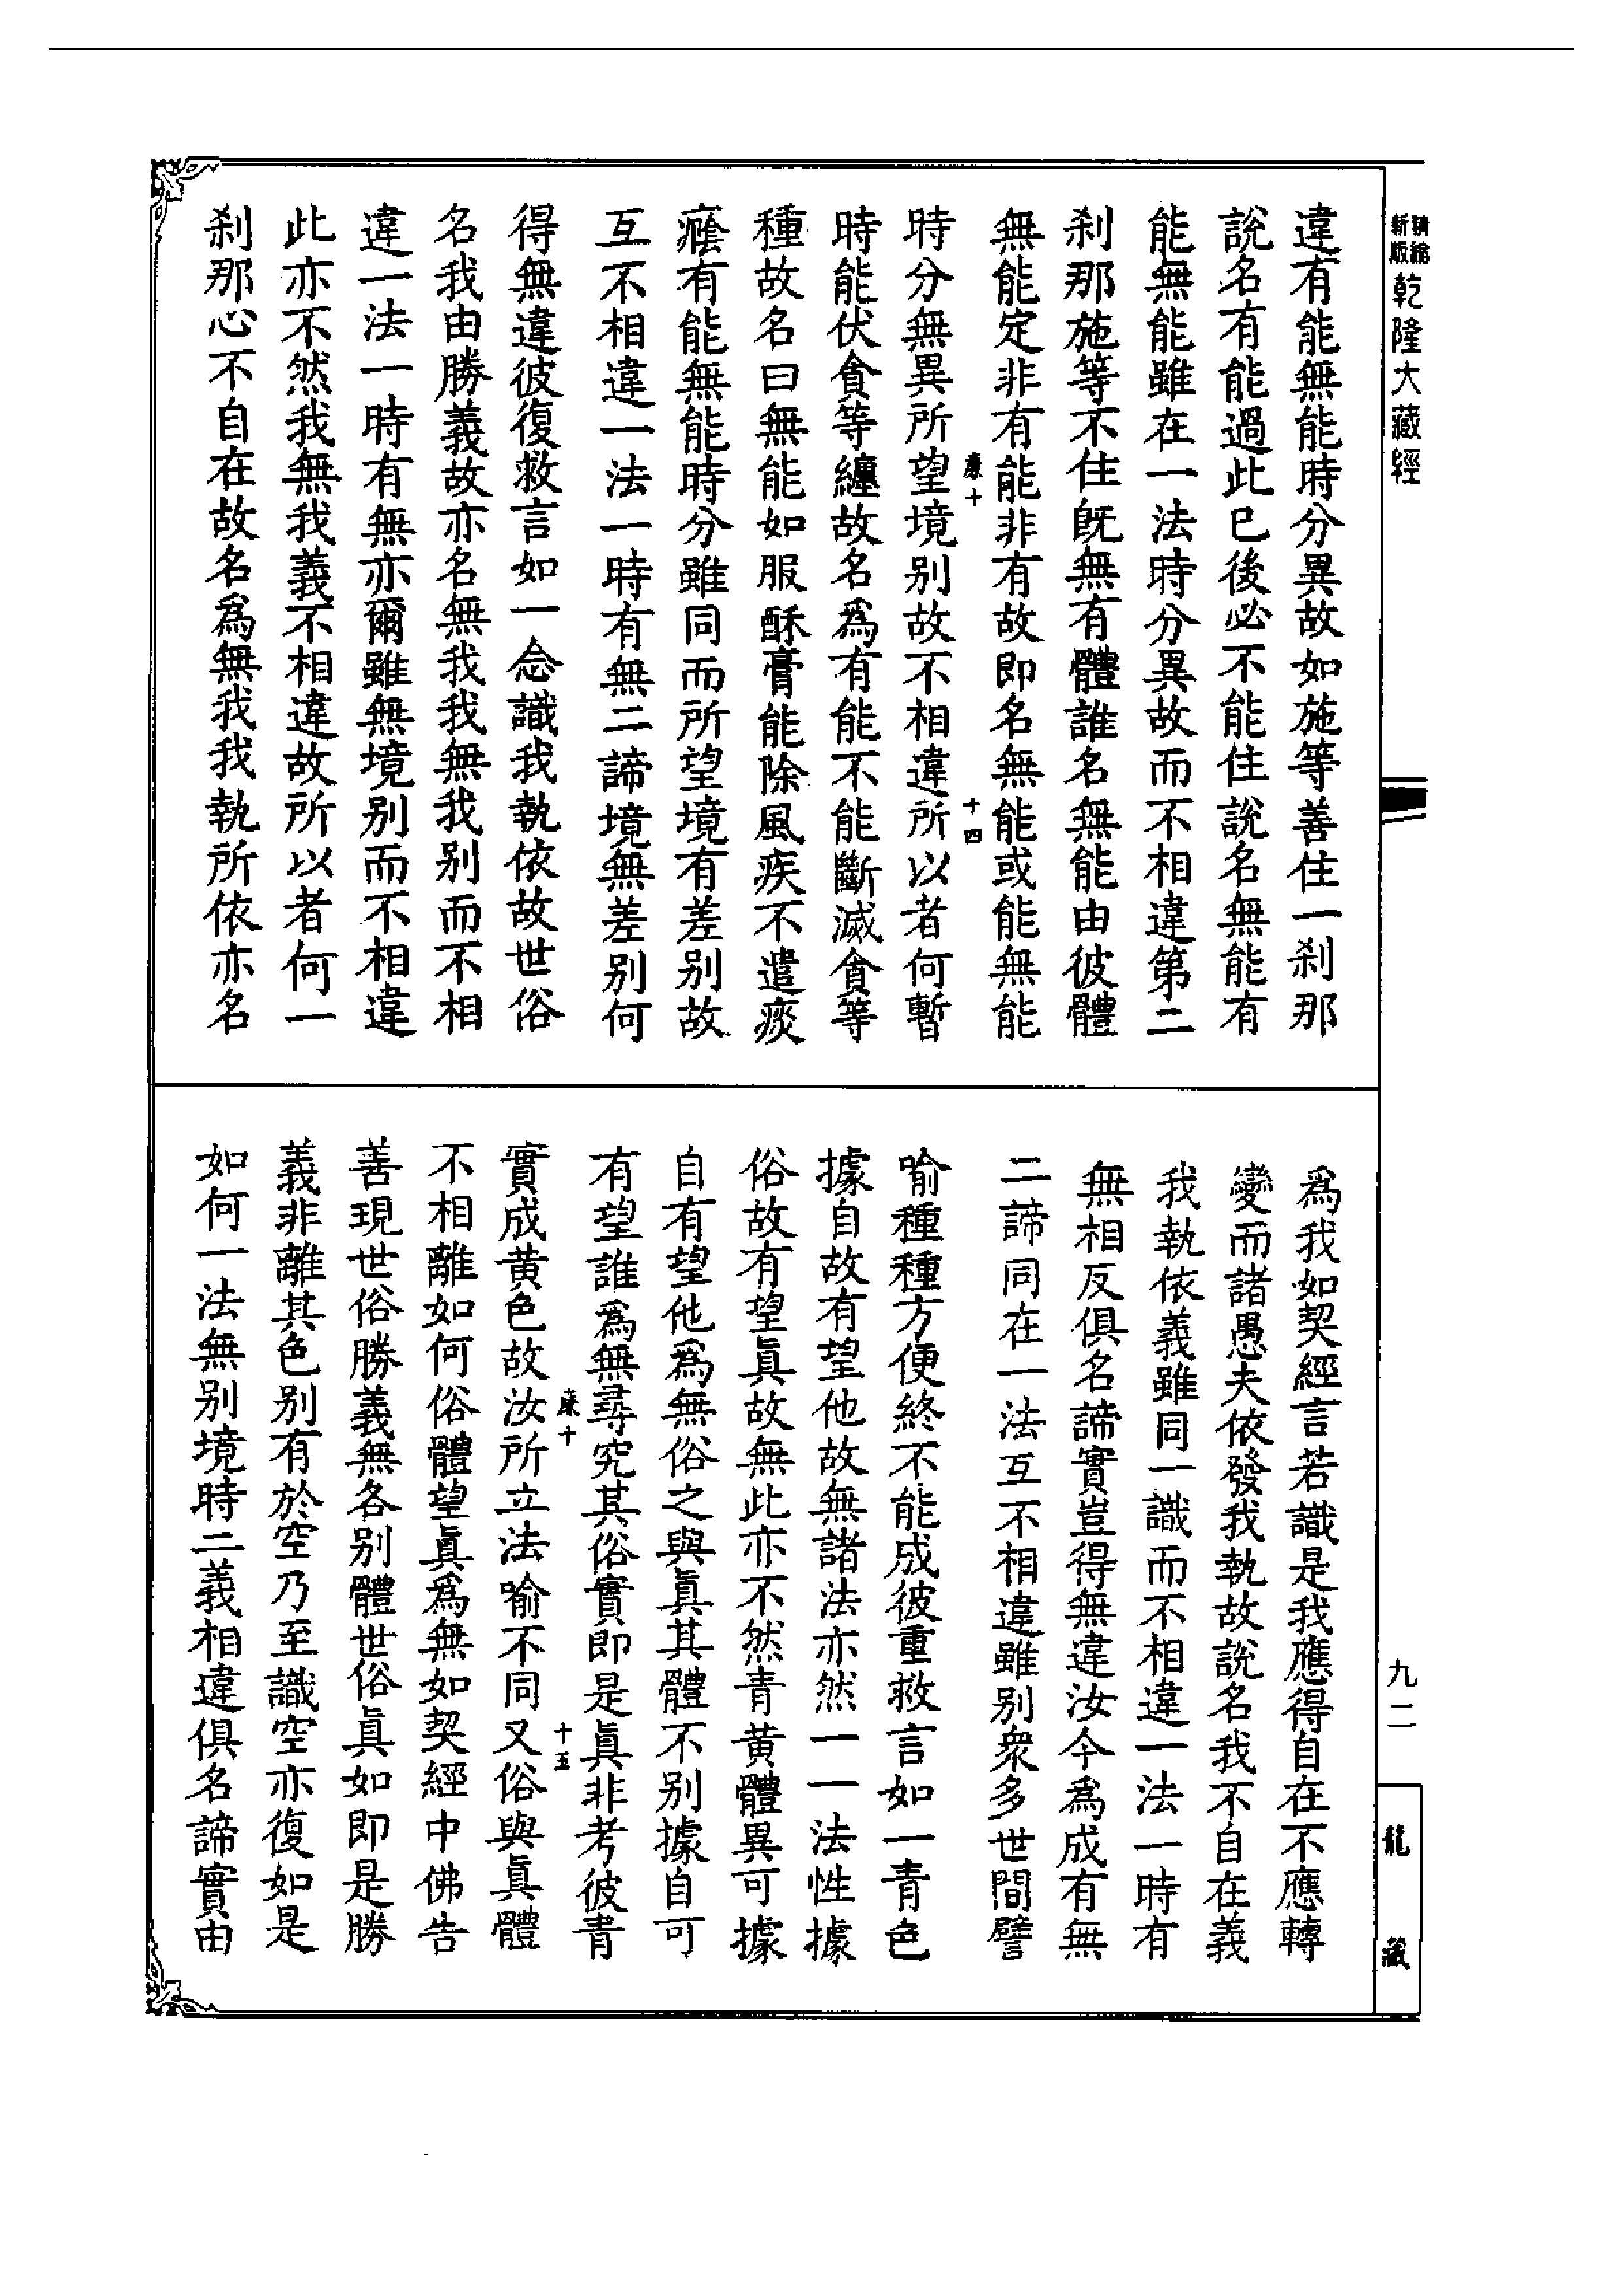 精縮
新版
乾隆大藏經
違有能無能時分異故如施等善住一剎那
說名有能過此已後必不能住說名無能有
能無能雖在一法時分異故而不相違第二
剎那施等不住既無有體誰名無能由彼體
無能定非有能非有故即名無能或能無能
時分無異所望境別故不相違所以者何暫
時能伏貪等纏故名爲有能不能斷滅貪等
種故名曰無能如服酥膏能除風疾不遣痰
癊有能無能時分雖同而所望境有差別故
互不相違一法一時有無二諦境無差別何
得無違彼復救言如一念識我執依故世俗
名我由勝義故亦名無我我無我別而不相
違一法一時有無亦爾雖無境別而不相違
此亦不然我無我義不相違故所以者何一
剎那心不自在故名爲無我我執所依亦名
十四
爲我如契經言若識是我應得自在不應轉
變而諸愚夫依發我執故說名我不自在義
我執依義雖同一識而不相違一法一時有
無相反俱名諦實豈得無違汝今爲成有無
二諦同在一法互不相違雖別衆多世間譬
喻種種方便終不能成彼重救言如一青色
據自故有望他故無諸法亦然一一法性據
俗故有望眞故無此亦不然青黄體異可據
自有望他爲無俗之與眞其體不別據自可
有望誰爲無尋究其俗實即是眞非考彼青
實成黄色故汝所立法喻不同又俗與眞體
不相離如何俗體望眞爲無如契經中佛告
善現世俗勝義無各別體世俗眞如即是勝
義非離其色別有於空乃至識空亦復如是
如何一法無別境時二義相違俱名諦實由
十五
九二
龍藏